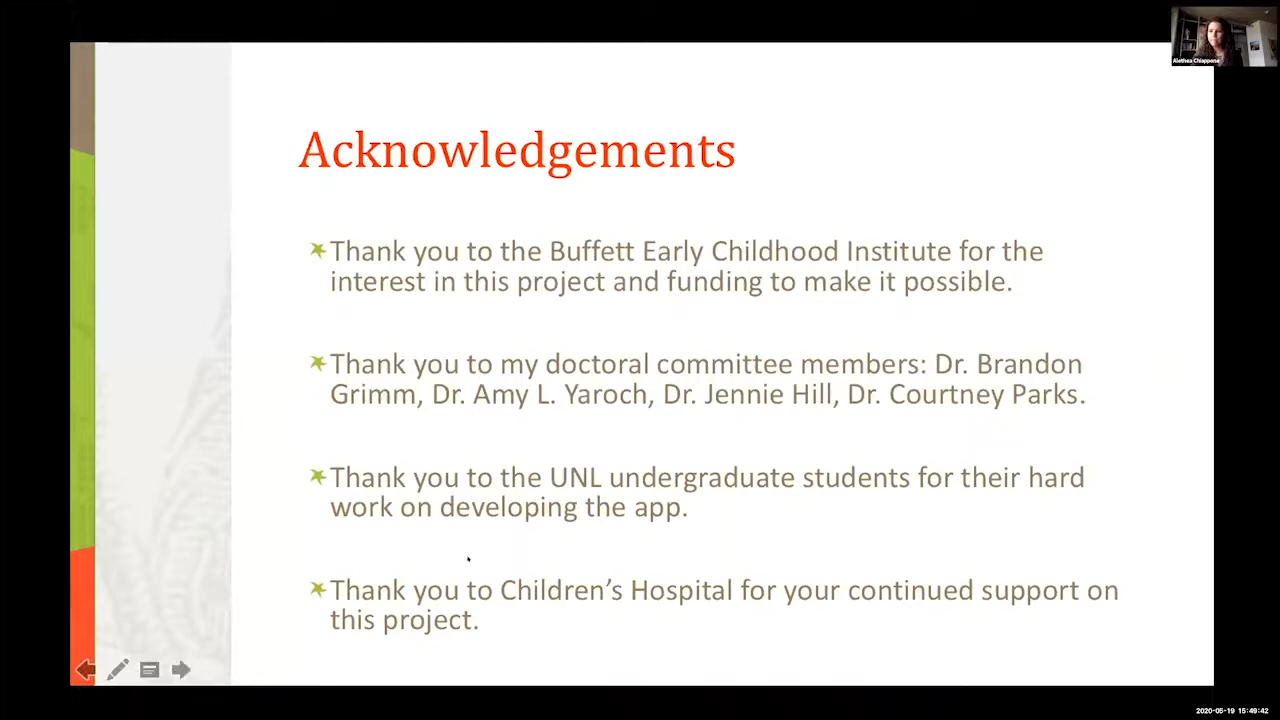 Alethea Chiappone
Acknowledgements
Thank you to the Buffett Early Childhood Institute for the
interest in this project and funding to make it possible.
Thank you to my doctoral committee members: Dr. Brandon
Grimm, Dr. Amy L. Yaroch, Dr. Jennie Hill, Dr. Courtney Parks.
Thank you to the UNL undergraduate students for their hard
work on developing the app.
Thank you to Children’s Hospital for your continued support on
this project.
2020-05-19 15:49:42